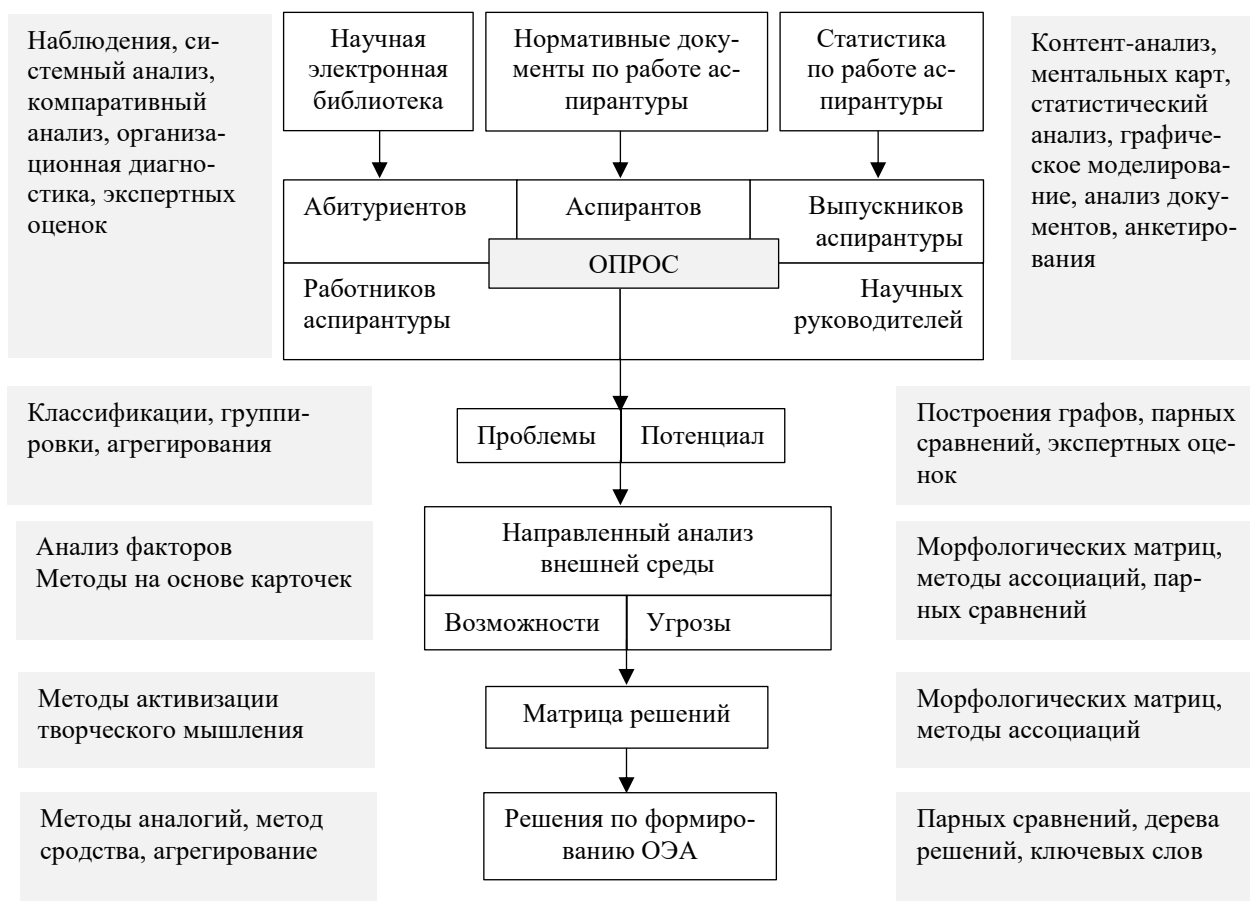 Наблюдения, си-
стемный анализ,
компаративный
анализ, организа-
ционная диагно-
стика, экспертных
оценок
Научная
электронная
библиотека
Нормативные доку-
менты по работе ас-
пирантуры
Статистика
по работе ас-
пирантуры
Контент-анализ,
ментальных карт,
статистический
анализ, графиче-
ское моделирова-
ние, анализ доку-
ментов, анкетиро-
вания
Абитуриентов
Аспирантов
Выпускников
аспирантуры
ОПРОС
Работников
аспирантуры
Научных
руководителей
Классификации, группи-
ровки, агрегирования
Проблемы
Потенциал
Построения графов, парных
сравнений, экспертных оце-
нок
Анализ факторов
Методы на основе карточек
Направленный анализ
внешней среды
Возможности
Угрозы
Морфологических матриц,
методы ассоциаций, пар-
ных сравнений
Методы активизации
творческого мышления
Матрица решений
Морфологических матриц,
методы ассоциаций
Методы аналогий, метод
сродства, агрегирование
Решения по формиро-
ванию ОЭА
Парных сравнений, дерева
решений, ключевых слов